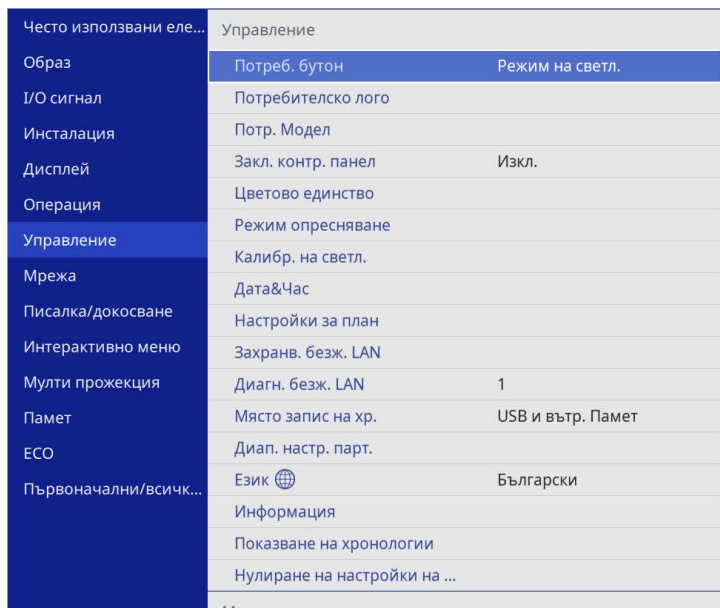 Често използвани еле...
Образ
I/O сигнал
Инсталация
Дисплей
Операция
Управление
Мрежа
Писалка/докосване
Интерактивно меню
Мулти прожекция
Памет
ECO
Първоначални/всичк...
Управление
Потреб. бутон Режим на светл.
Потребителско лого
Потр. Модел
Закл. контр. панел Изкл.
Цветово единство
Режим опресняване
Калибр. на светл.
Дата&Час
Настройки за план
Захранв. безж. LAN
Диагн. безж. LAN 1
Място запис на хр. USB и вътр. Памет
Диап. настр. парт.
Език Български
Информация
Показване на хронологии
Нулиране на настройки на ...